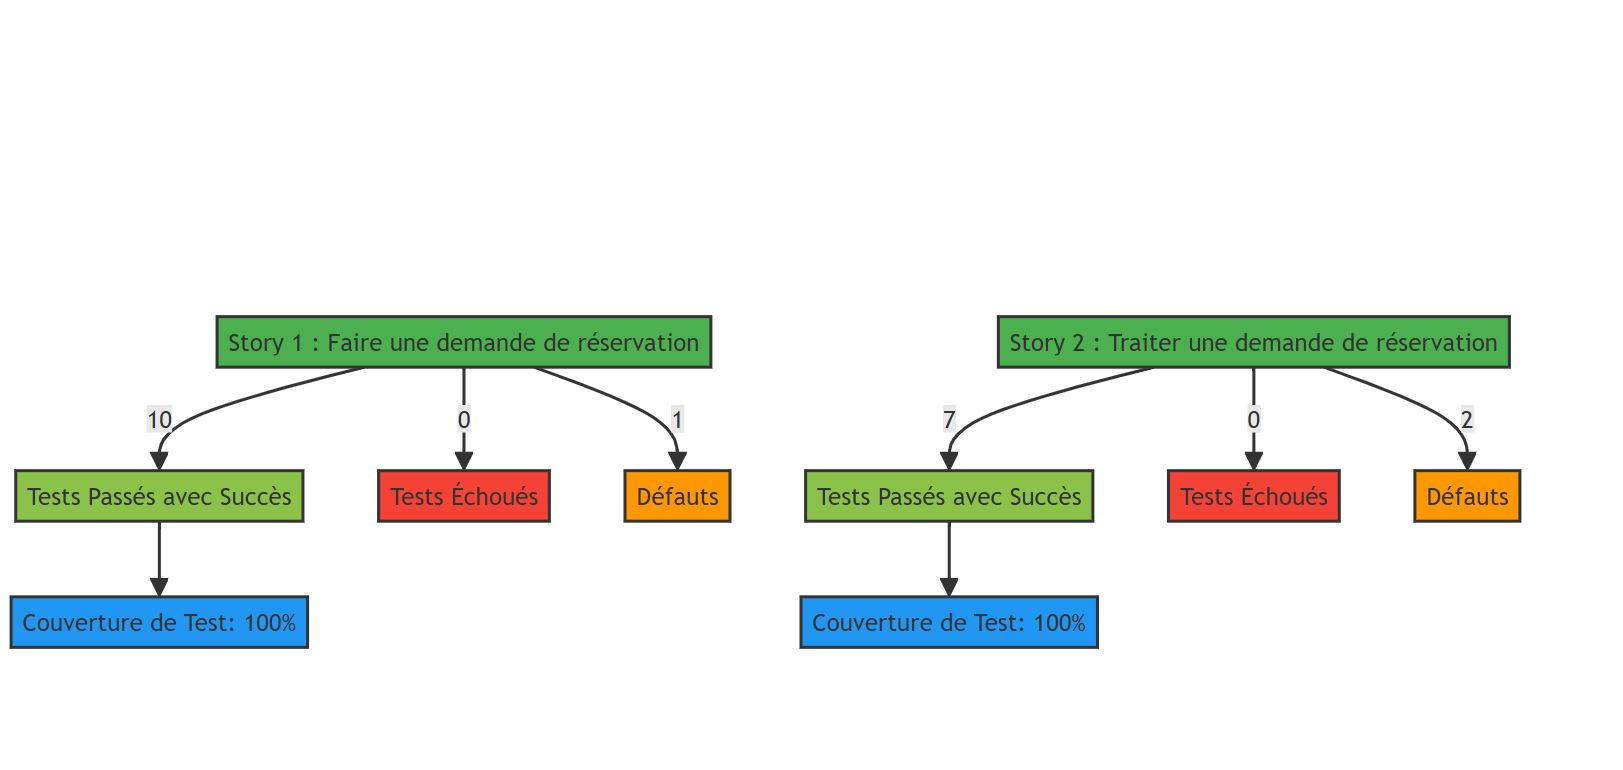 Story 1 : Faire une demande de réservation
Story 2 : Traiter une demande de réservation
10
0
1
7
0
2
Tests Passés avec Succès
Tests Échoués
Défauts
Tests Passés avec Succès
Tests Échoués
Défauts
Couverture de Test: 100%
Couverture de Test: 100%